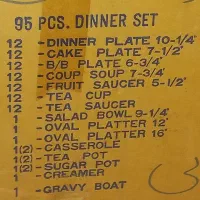 95 PCS. DINNER SET
12 - DINNER PLATE 10-1/4"
12 - CAKE PLATE 7-1/2"
12 - B/B PLATE 6-3/4"
12 - COUP SOUP 7-3/4"
12 - FRUIT SAUCER 5-1/2"
12 - TEA CUP
12 - TEA SAUCER
1 - SALAD BOWL 9-1/4"
1 - OVAL PLATTER 12"
1 - OVAL PLATTER 16"
1(2) - CASSEROLE
1(2) - TEA POT
1(2) - SUGAR POT
1 - CREAMER
1 - GRAVY BOAT